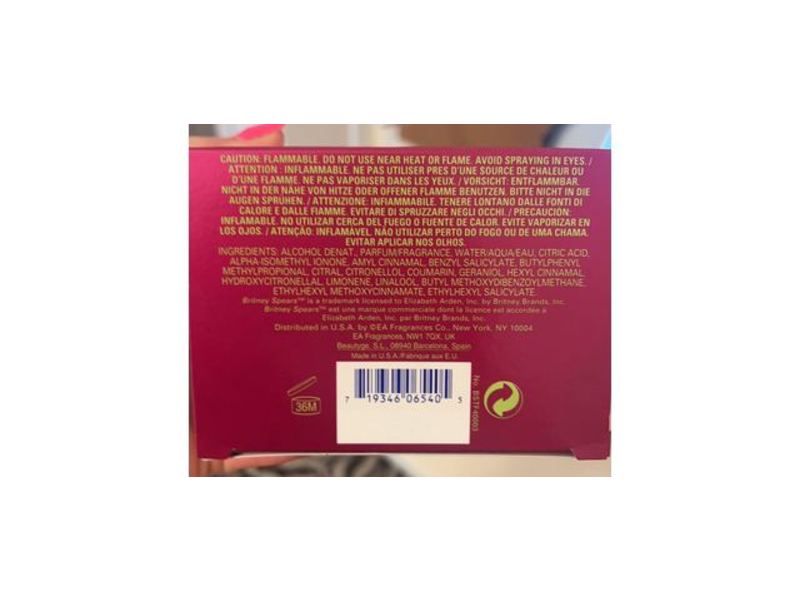 CAUTION: FLAMMABLE. DO NOT USE NEAR HEAT OR FLAME. AVOID SPRAYING IN EYES. /
ATTENTION : INFLAMMABLE. NE PAS UTILISER PRES D'UNE SOURCE DE CHALEUR OU
D'UNE FLAMME. NE PAS VAPORISER DANS LES YEUX. / VORSICHT: ENTFLAMMBAR.
NICHT IN DER NÄHE VON HITZE ODER OFFENER FLAMME BENUTZEN. BITTE NICHT IN DIE
AUGEN SPRÜHEN. / ATTENZIONE: INFIAMMABILE. TENERE LONTANO DALLE FONTI DI
CALORE E DALLE FIAMME. EVITARE DI SPRUZZARE NEGLI OCCHI. / PRECAUCIÓN:
INFLAMABLE. NO UTILIZAR CERCA DEL FUEGO O FUENTE DE CALOR. EVITE VAPORIZAR EN
LOS OJOS. / ATENÇÃO: INFLAMÁVEL. NÃO UTILIZAR PERTO DO FOGO OU DE UMA CHAMA.
EVITAR APLICAR NOS OLHOS.
INGREDIENTS: ALCOHOL DENAT., PARFUM/FRAGRANCE, WATER/AQUA/EAU, CITRIC ACID,
ALPHA-ISOMETHYL IONONE, AMYL CINNAMAL, BENZYL SALICYLATE, BUTYLPHENYL
METHYLPROPIONAL, CITRAL, CITRONELLOL, COUMARIN, GERANIOL, HEXYL CINNAMAL,
HYDROXYCITRONELLAL, LIMONENE, LINALOOL, BUTYL METHOXYDIBENZOYLMETHANE,
ETHYLHEXYL METHOXYCINNAMATE, ETHYLHEXYL SALICYLATE.
Britney Spears™ is a trademark licensed to Elizabeth Arden, Inc. by Britney Brands, Inc.
Britney Spears™ est une marque commerciale dont la licence est accordée à
Elizabeth Arden, Inc. par Britney Brands, Inc.
Distributed in U.S.A. by ©EA Fragrances Co., New York, NY 10004
EA Fragrances, NW1 7QX, UK
Beautyge, S.L., 08940 Barcelona, Spain
Made in U.S.A./Fabriqué aux E.U.
36M
7 19346 06540 5